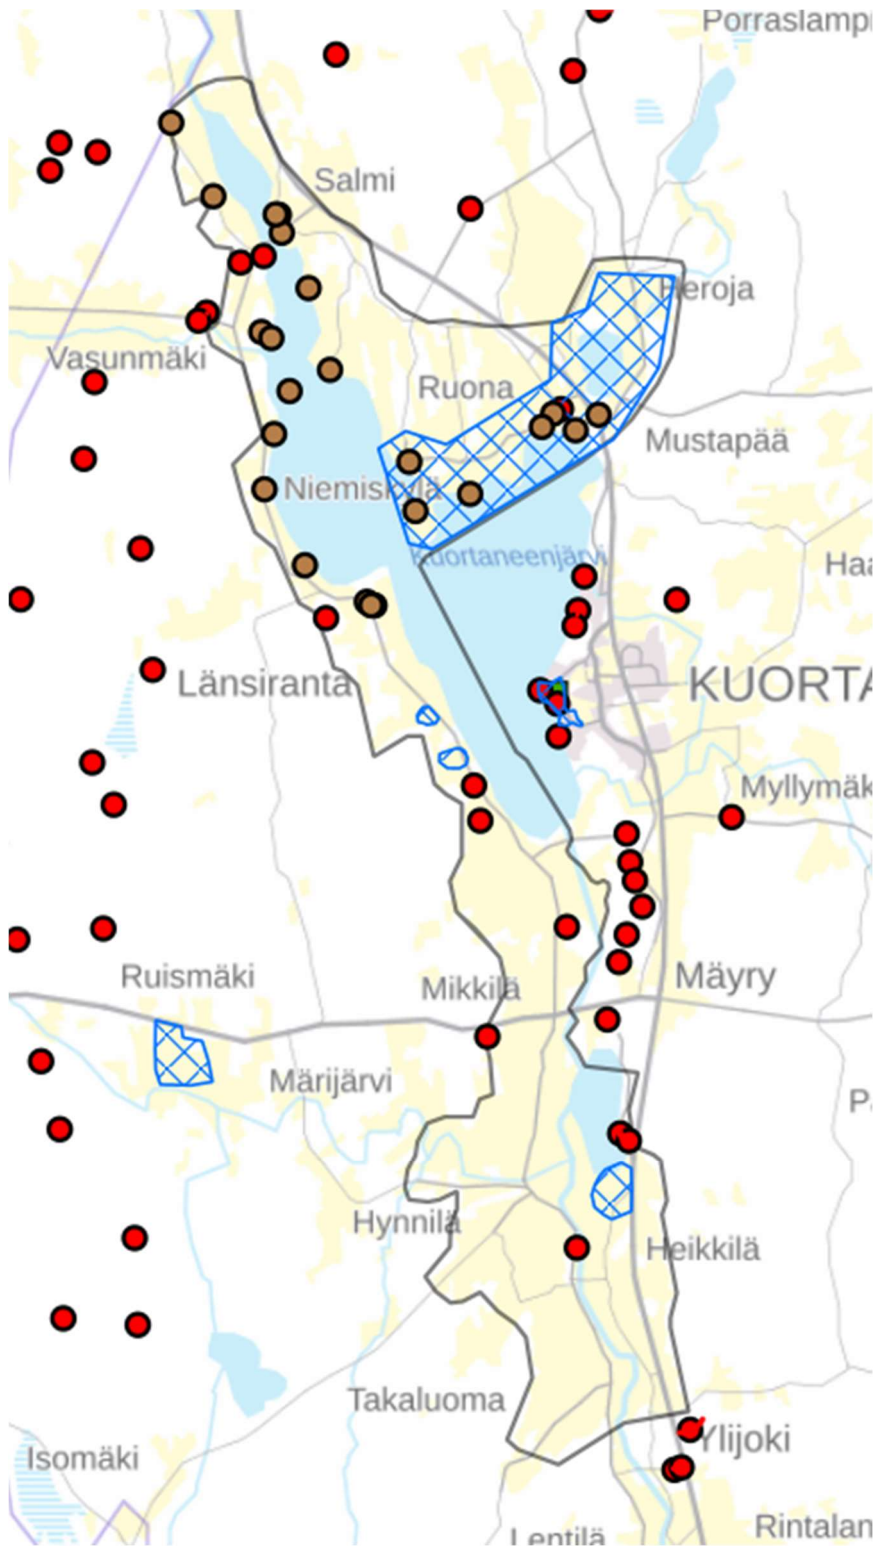 Porraslamp
Salmi
Heroja
Vasunmäki
Ruona
Mustapää
Niemiskylä
Kuortaneenjärvi
Haa
Länsiranta
KUORTA
Myllymäk
Ruismäki
Mikkilä
Mäyry
Märijärvi
Hynnilä
Heikkilä
Takaluoma
Ylijoki
Isomäki
Rintalan
Lentilä